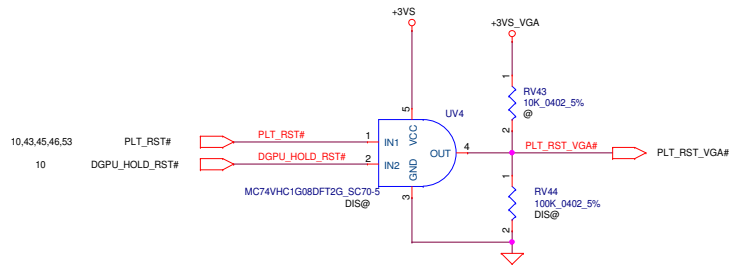 +3VS
+3VS_VGA
1
RV43
10K_0402_5%
@
2
5
UV4
10,43,45,46,53 PLT_RST# PLT_RST# 1 IN1 VCC
OUT 4 PLT_RST_VGA# PLT_RST_VGA#
10 DGPU_HOLD_RST# DGPU_HOLD_RST# 2 IN2 GND
MC74VHC1G08DFT2G_SC70-5
DIS@
3
1
RV44
100K_0402_5%
DIS@
2